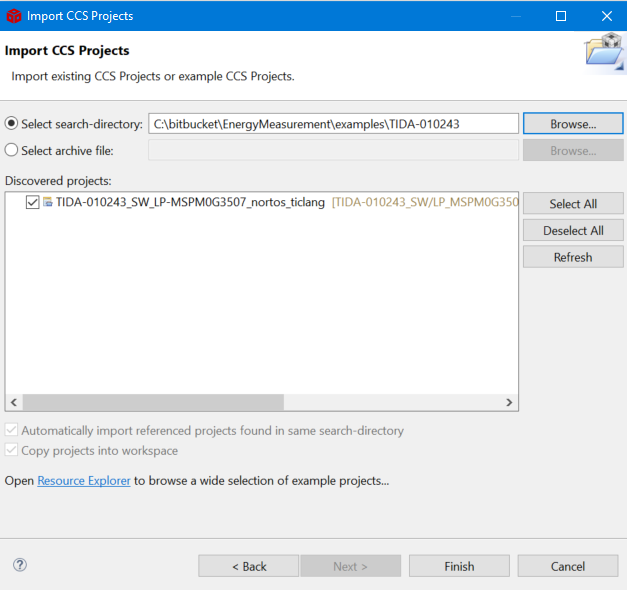 Import CCS Projects
Import CCS Projects
Import existing CCS Projects or example CCS Projects.
Select search-directory: C:\bitbucket\EnergyMeasurement\examples\TIDA-010243 Browse...
Select archive file: Browse...
Discovered projects:
TIDA-010243_SW_LP-MSPM0G3507_nortos_ticlang [TIDA-010243_SW/LP_MSPM0G350
Select All
Deselect All
Refresh
Automatically import referenced projects found in same search-directory
Copy projects into workspace
Open Resource Explorer to browse a wide selection of example projects...
? < Back Next > Finish Cancel